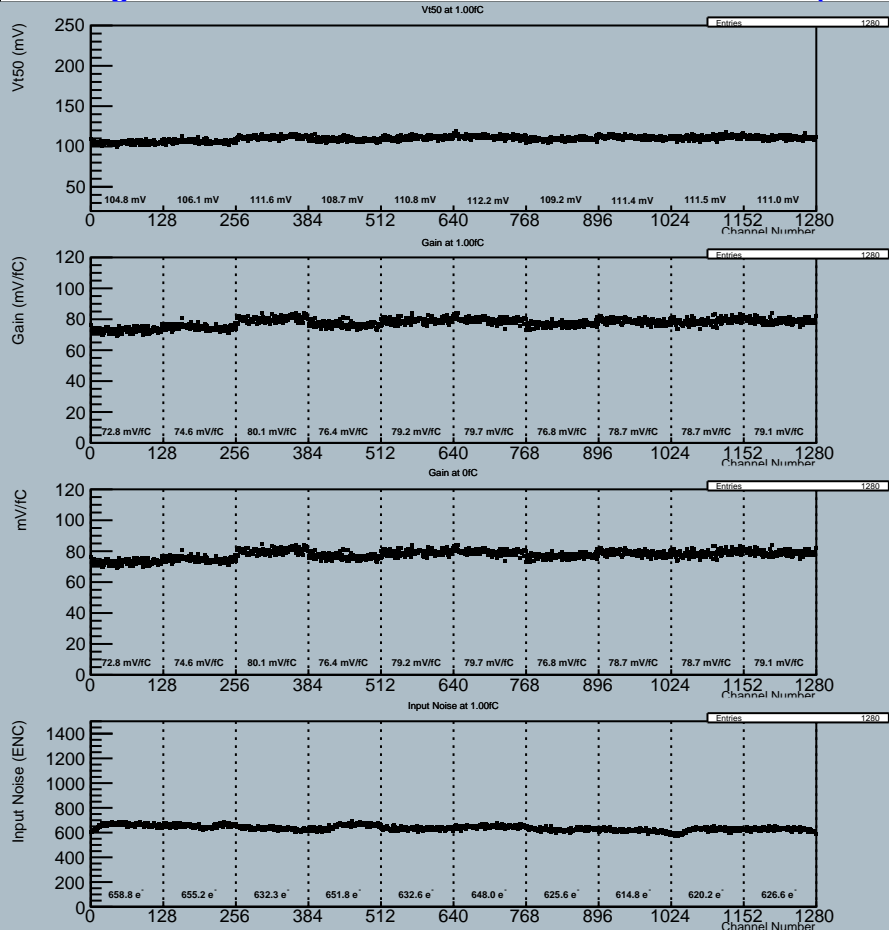 Vt50 at 1.00fC
Entries 1280
Vt50 (mV)
250
200
150
100
50
104.8 mV 106.1 mV 111.6 mV 108.7 mV 110.8 mV 112.2 mV 109.2 mV 111.4 mV 111.5 mV 111.0 mV
0 128 256 384 512 640 768 896 1024 1152 1280
Channel Number
Gain at 1.00fC
Entries 1280
Gain (mV/fC)
120
100
80
60
40
20
0
72.8 mV/fC 74.6 mV/fC 80.1 mV/fC 76.4 mV/fC 79.2 mV/fC 79.7 mV/fC 76.8 mV/fC 78.7 mV/fC 78.7 mV/fC 79.1 mV/fC
0 128 256 384 512 640 768 896 1024 1152 1280
Channel Number
Gain at 0fC
Entries 1280
mV/fC
120
100
80
60
40
20
0
72.8 mV/fC 74.6 mV/fC 80.1 mV/fC 76.4 mV/fC 79.2 mV/fC 79.7 mV/fC 76.8 mV/fC 78.7 mV/fC 78.7 mV/fC 79.1 mV/fC
0 128 256 384 512 640 768 896 1024 1152 1280
Channel Number
Input Noise at 1.00fC
Entries 1280
Input Noise (ENC)
1400
1200
1000
800
600
400
200
0
658.8 e⁻ 655.2 e⁻ 632.3 e⁻ 651.8 e⁻ 632.6 e⁻ 648.0 e⁻ 625.6 e⁻ 614.8 e⁻ 620.2 e⁻ 626.6 e⁻
0 128 256 384 512 640 768 896 1024 1152 1280
Channel Number